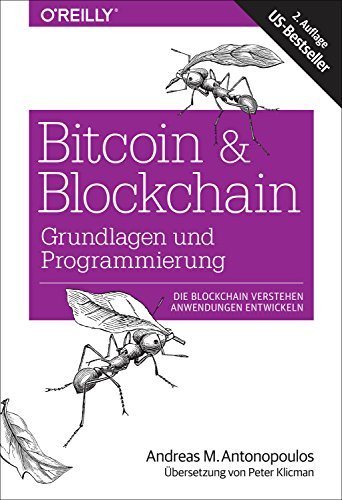 O'REILLY®
2. Auflage
US-Bestseller
Bitcoin &
Blockchain
Grundlagen und
Programmierung
DIE BLOCKCHAIN VERSTEHEN
ANWENDUNGEN ENTWICKELN
Andreas M. Antonopoulos
Übersetzung von Peter Klicman